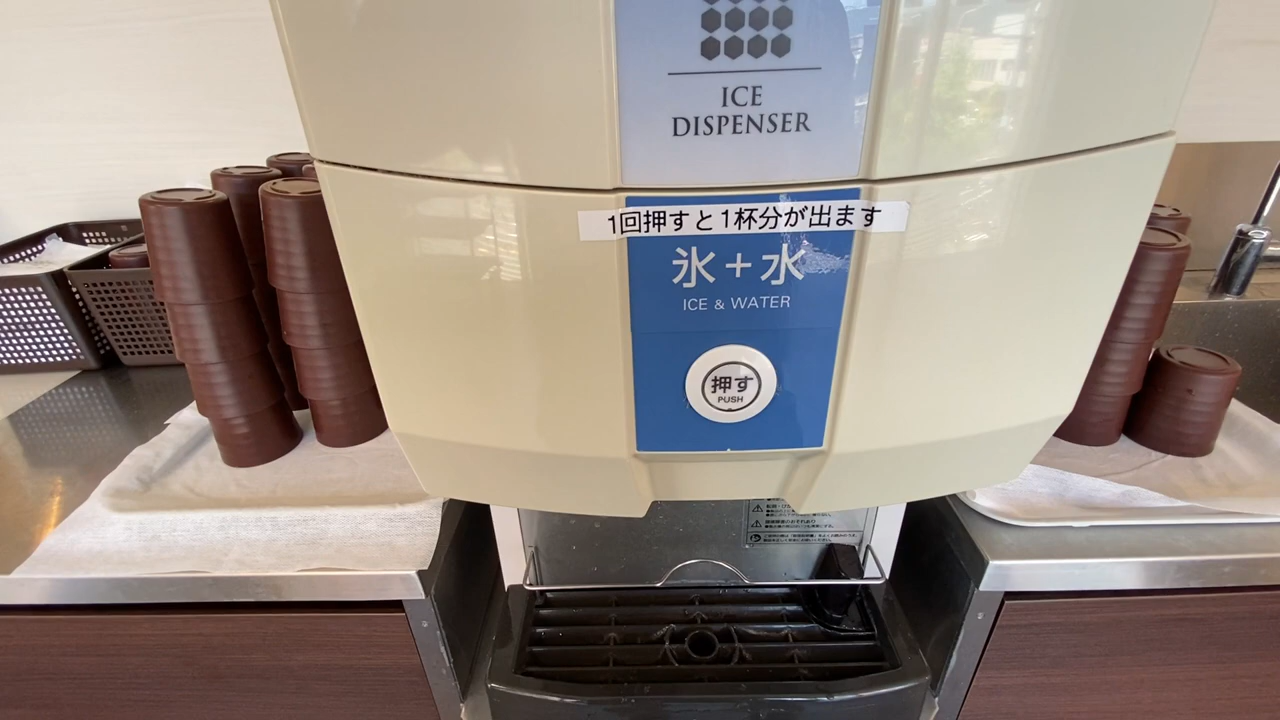 ICE
DISPENSER
1回押すと1杯分が出ます
氷+水
ICE & WATER
押す
PUSH